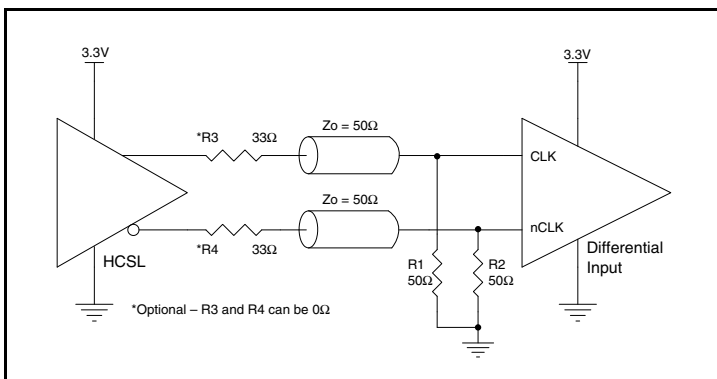 3.3V
3.3V
*R3 33Ω
Zo = 50Ω
CLK
Zo = 50Ω
nCLK
*R4 33Ω
HCSL
R1
50Ω
R2
50Ω
Differential
Input
*Optional – R3 and R4 can be 0Ω